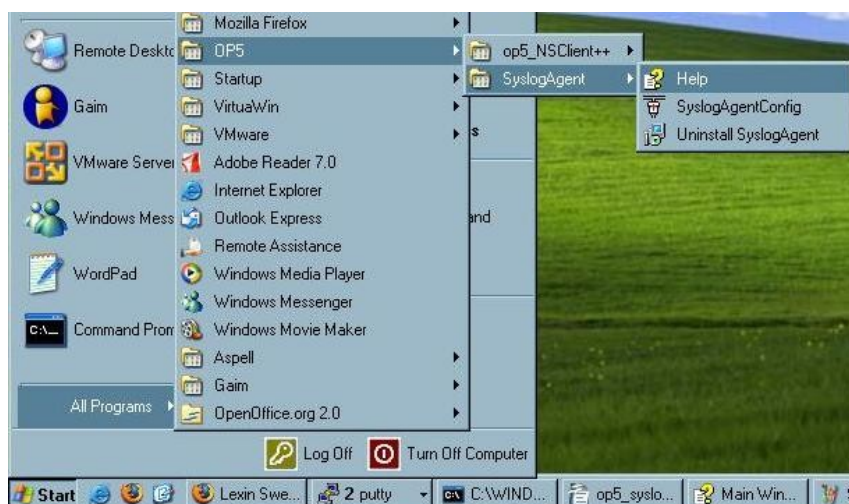 Remote Deskto
Gaim
VMware Server
Windows Mess
WordPad
Command Prom
All Programs
Mozilla Firefox
OP5
Startup
VirtuaWin
VMware
Adobe Reader 7.0
Internet Explorer
Outlook Express
Remote Assistance
Windows Media Player
Windows Messenger
Windows Movie Maker
Aspell
Gaim
OpenOffice.org 2.0
op5_NSClient++
SyslogAgent
s
and
Help
SyslogAgentConfig
Uninstall SyslogAgent
Log Off
Turn Off Computer
Start
Lexin Swe...
2 putty
C:\WIND...
op5_syslo...
Main Win...